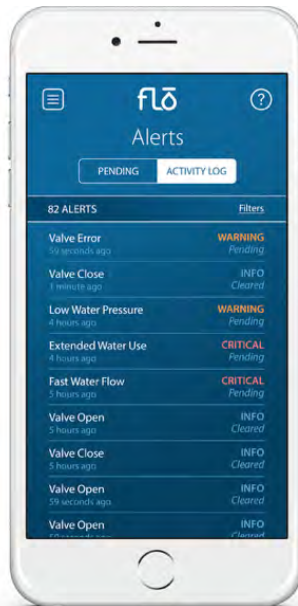 flō
?
Alerts
PENDING
ACTIVITY LOG
82 ALERTS
Filters
Valve Error
WARNING
59 seconds ago
Pending
Valve Close
INFO
1 minute ago
Cleared
Low Water Pressure
WARNING
4 hours ago
Pending
Extended Water Use
CRITICAL
4 hours ago
Pending
Fast Water Flow
CRITICAL
5 hours ago
Pending
Valve Open
INFO
5 hours ago
Cleared
Valve Close
INFO
5 hours ago
Cleared
Valve Open
INFO
59 seconds ago
Cleared
Valve Open
INFO
Cleared